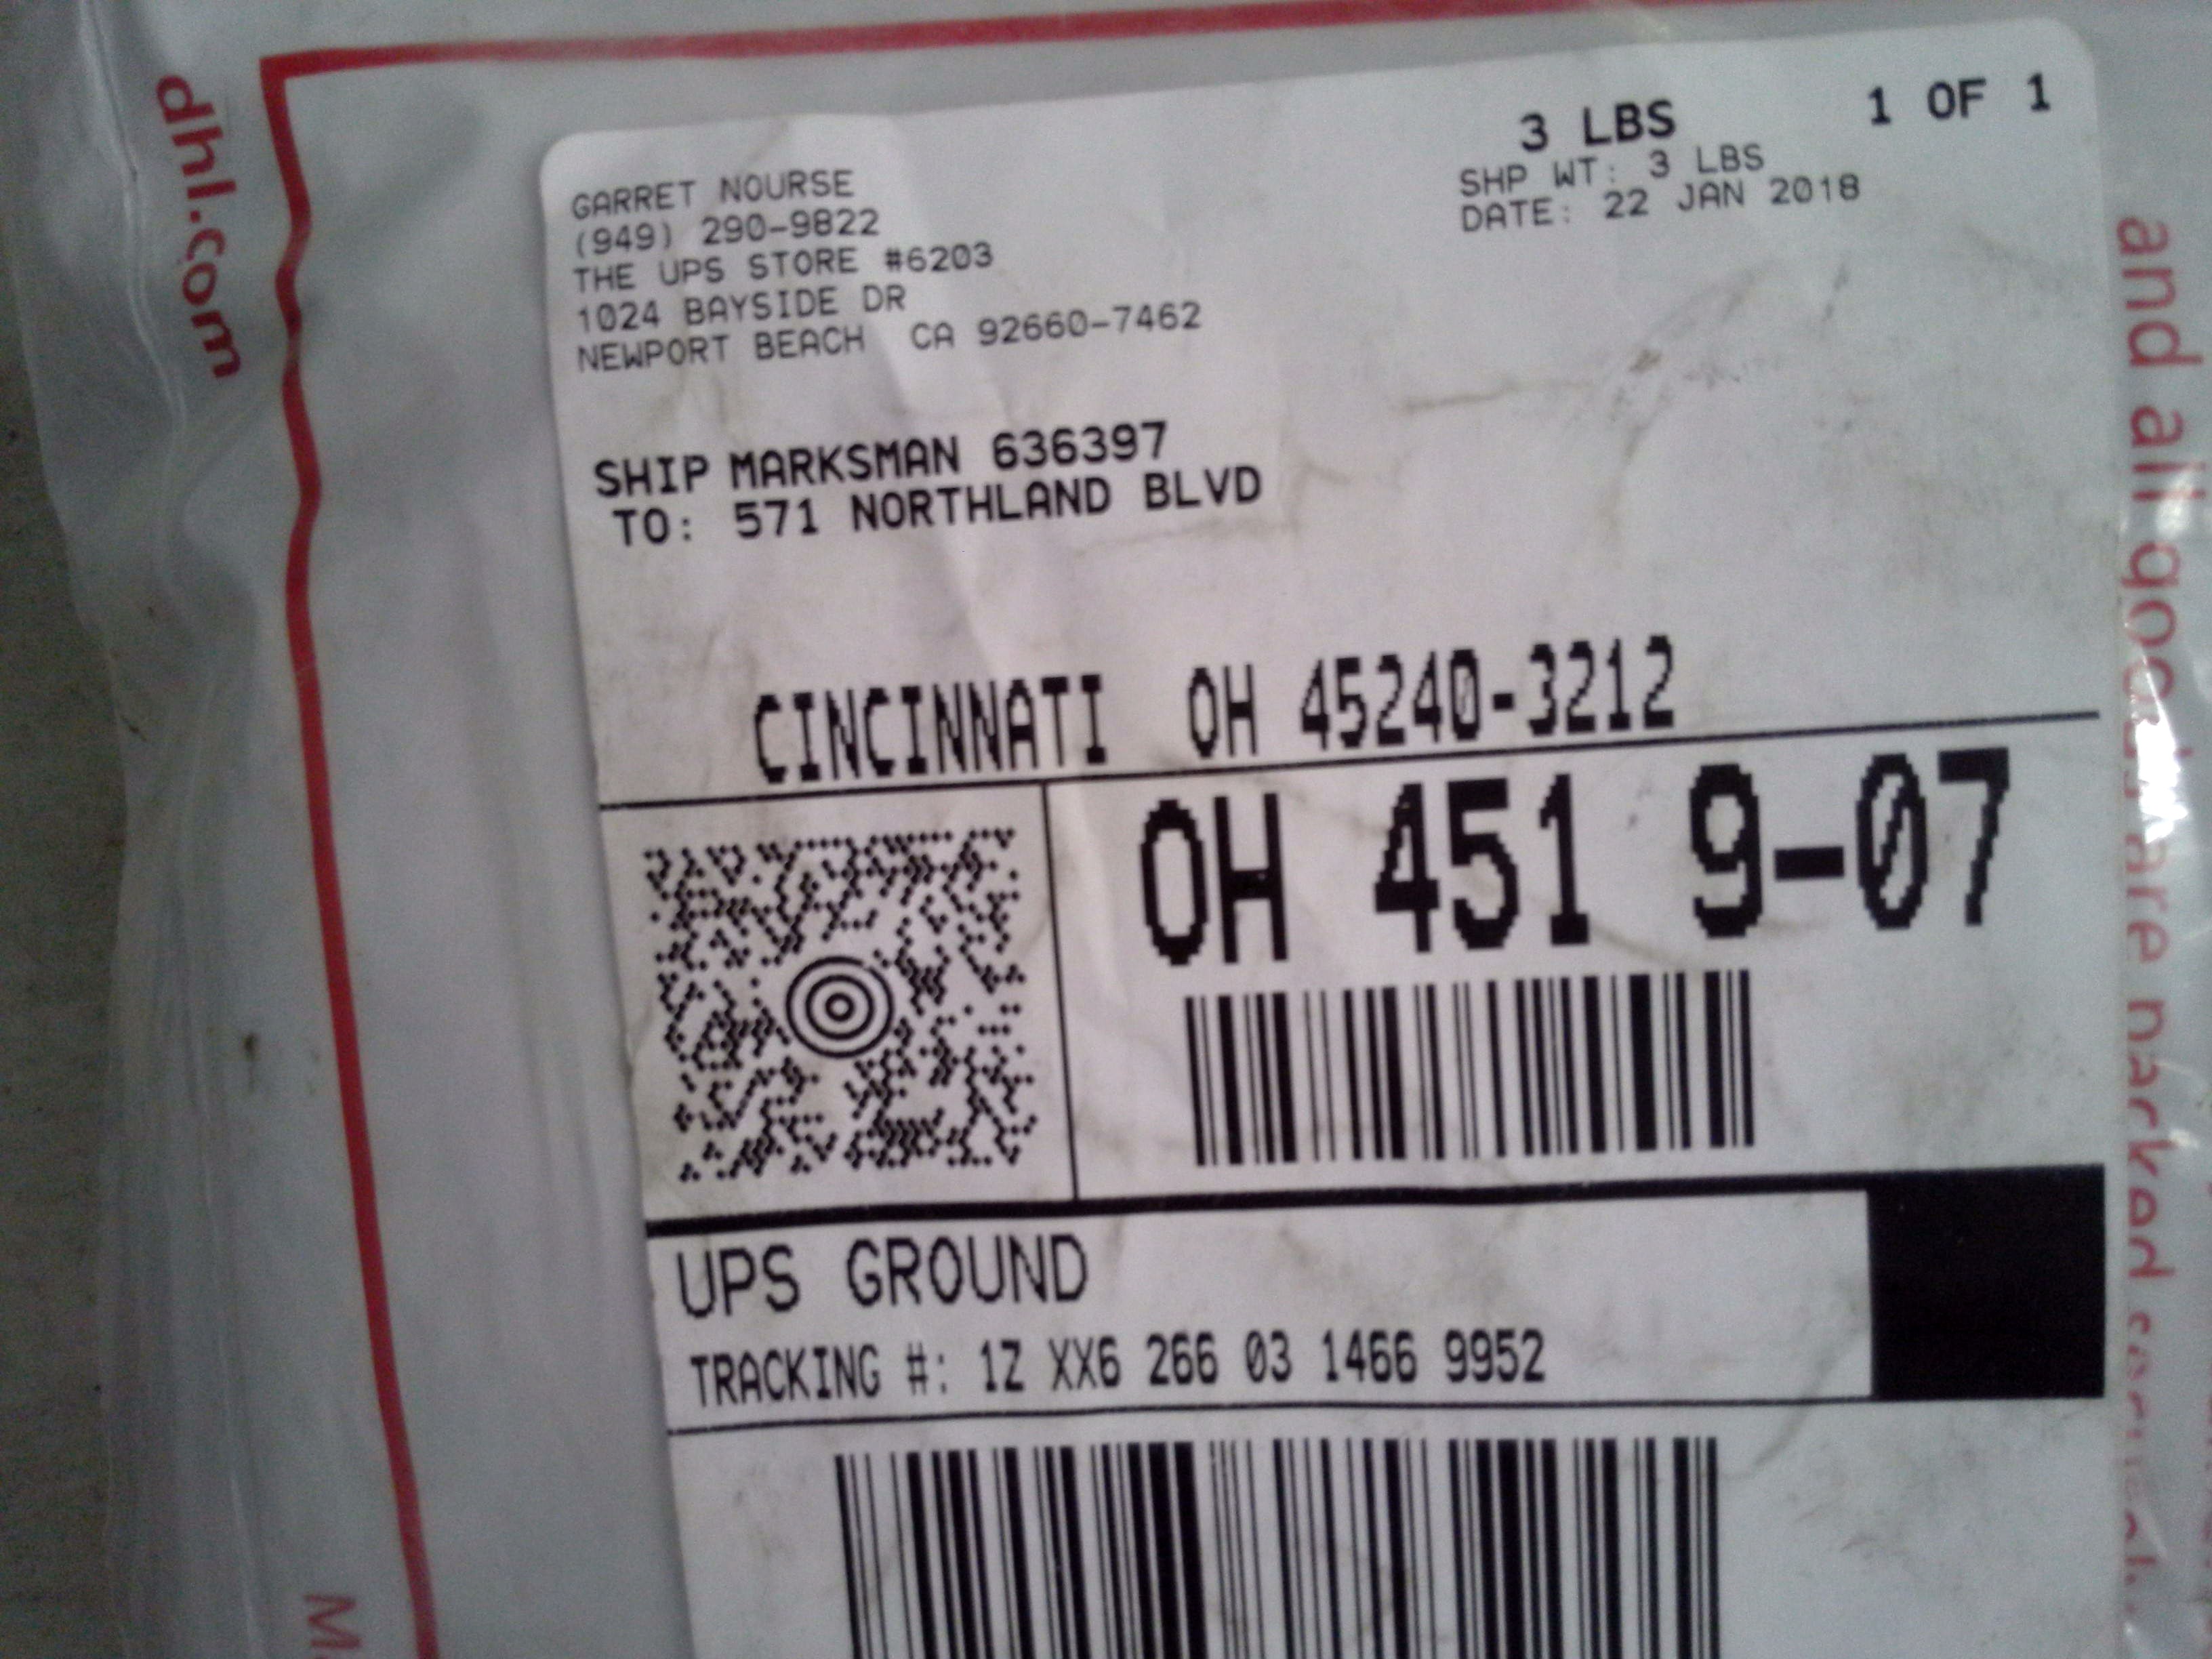 dhl.com
3 LBS 1 OF 1
SHP WT: 3 LBS
DATE: 22 JAN 2018
GARRET NOURSE
(949) 290-9822
THE UPS STORE #6203
1024 BAYSIDE DR
NEWPORT BEACH CA 92660-7462
SHIP MARKSMAN 636397
TO: 571 NORTHLAND BLVD
CINCINNATI OH 45240-3212
OH 451 9-07
UPS GROUND
TRACKING #: 1Z XX6 266 03 1466 9952
and all goods are packed